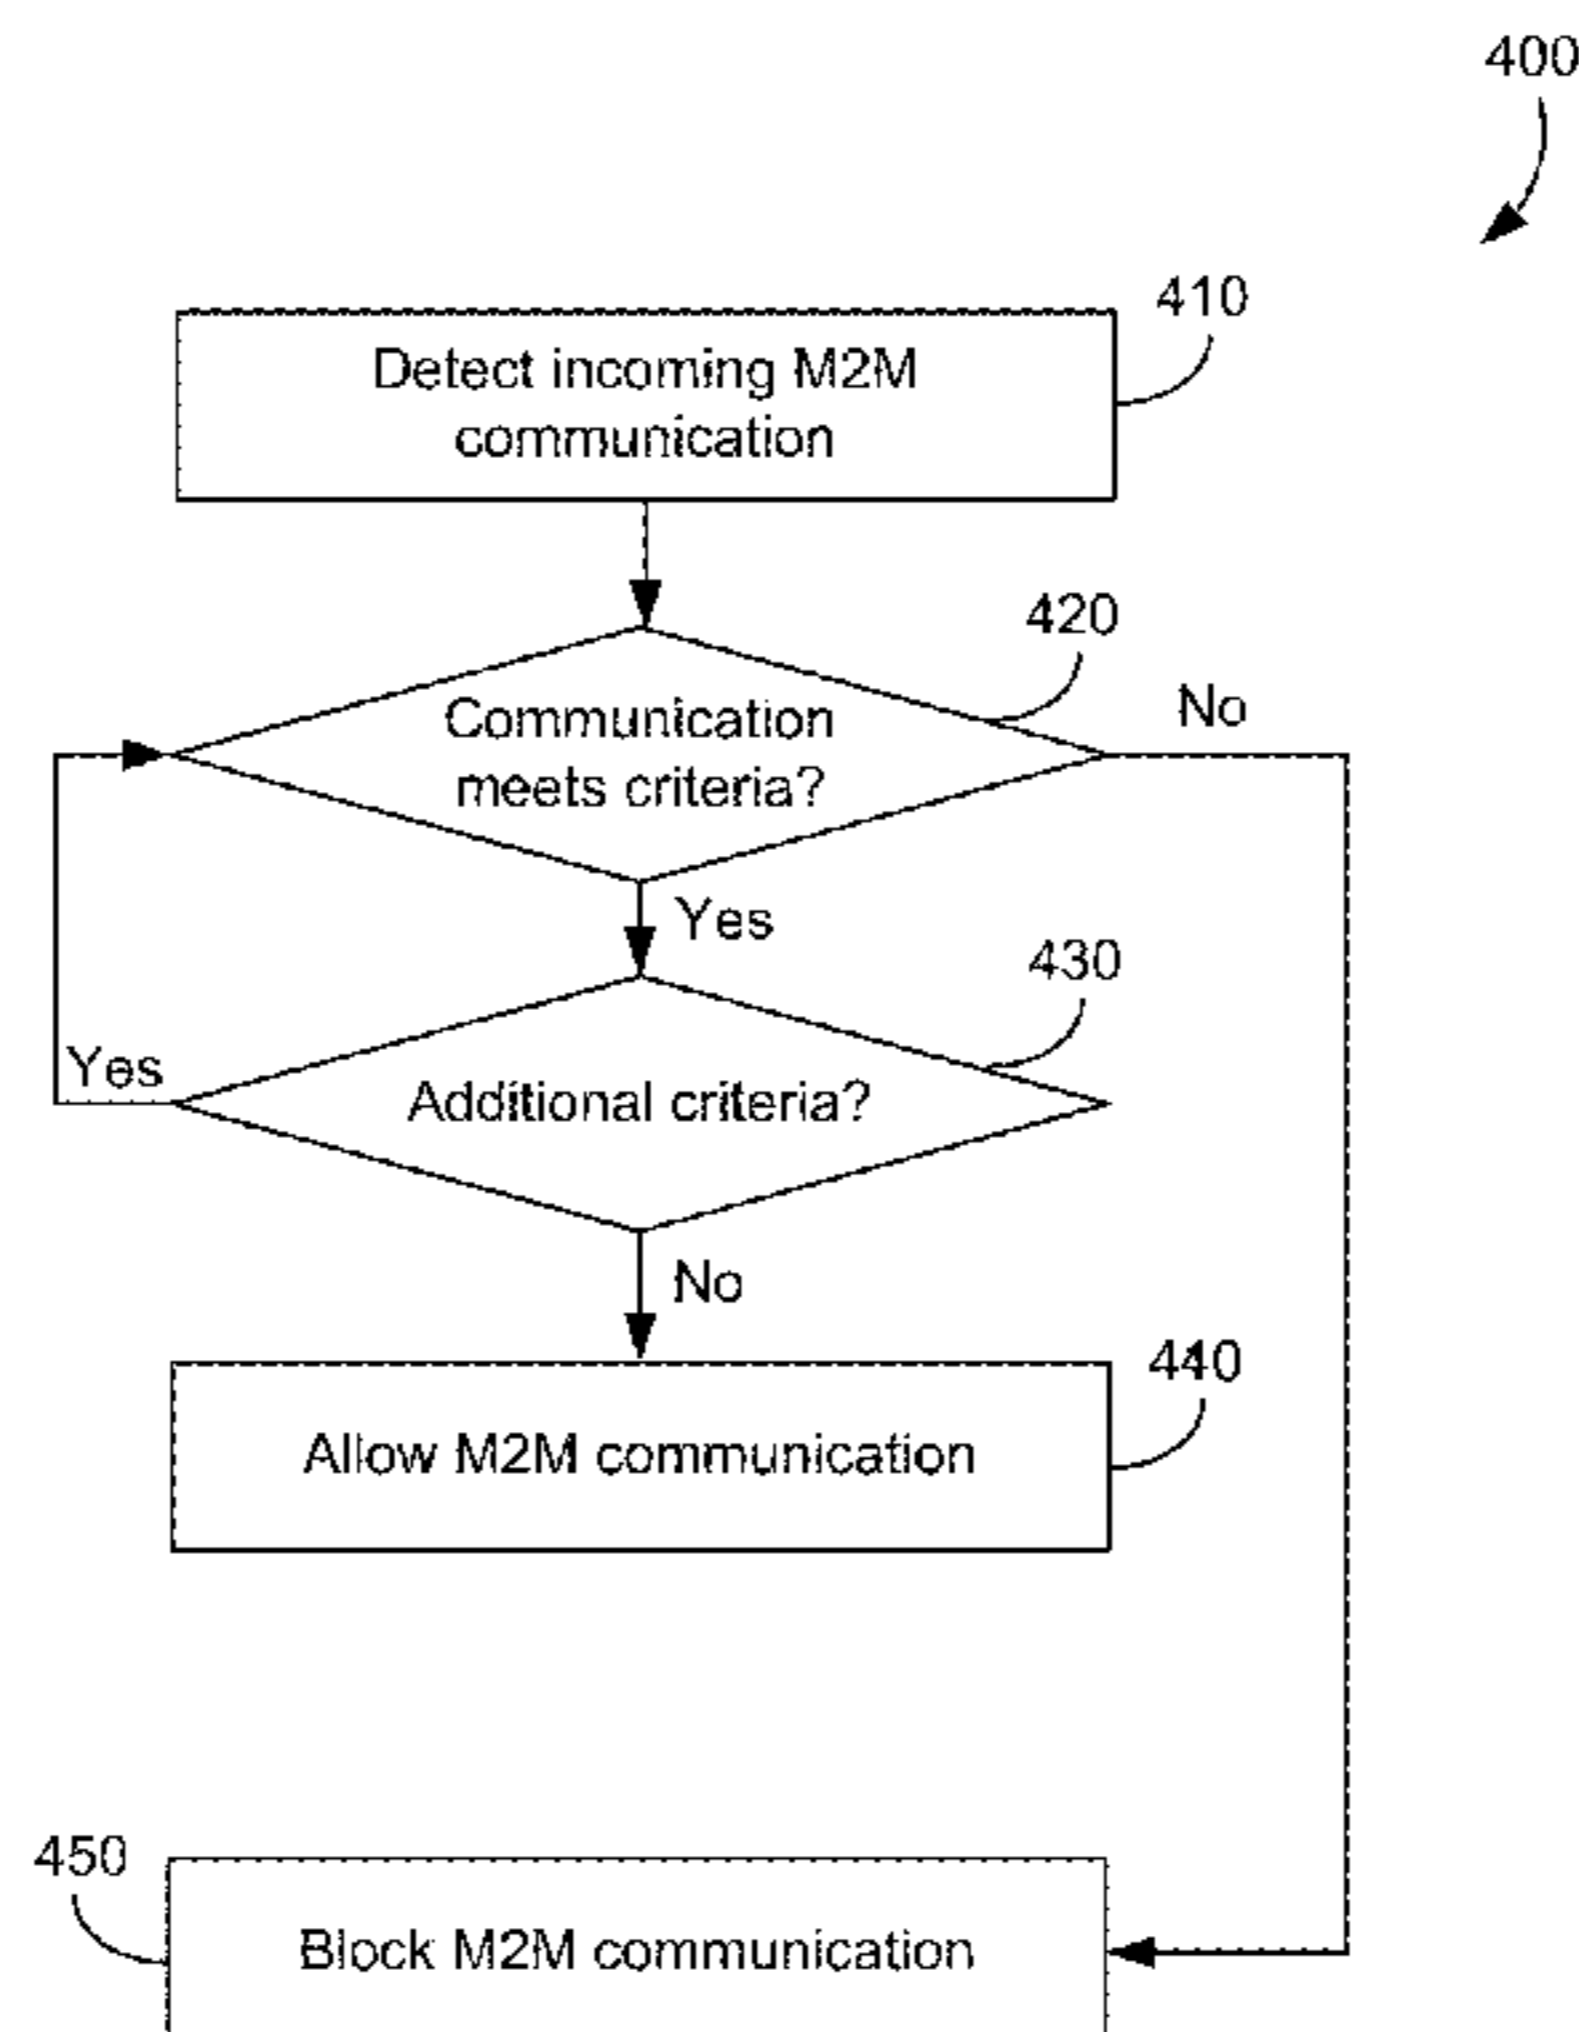 400
410
Detect incoming M2M
communication
420
No
Communication
meets criteria?
Yes
430
Yes
Additional criteria?
No
440
Allow M2M communication
450
Block M2M communication